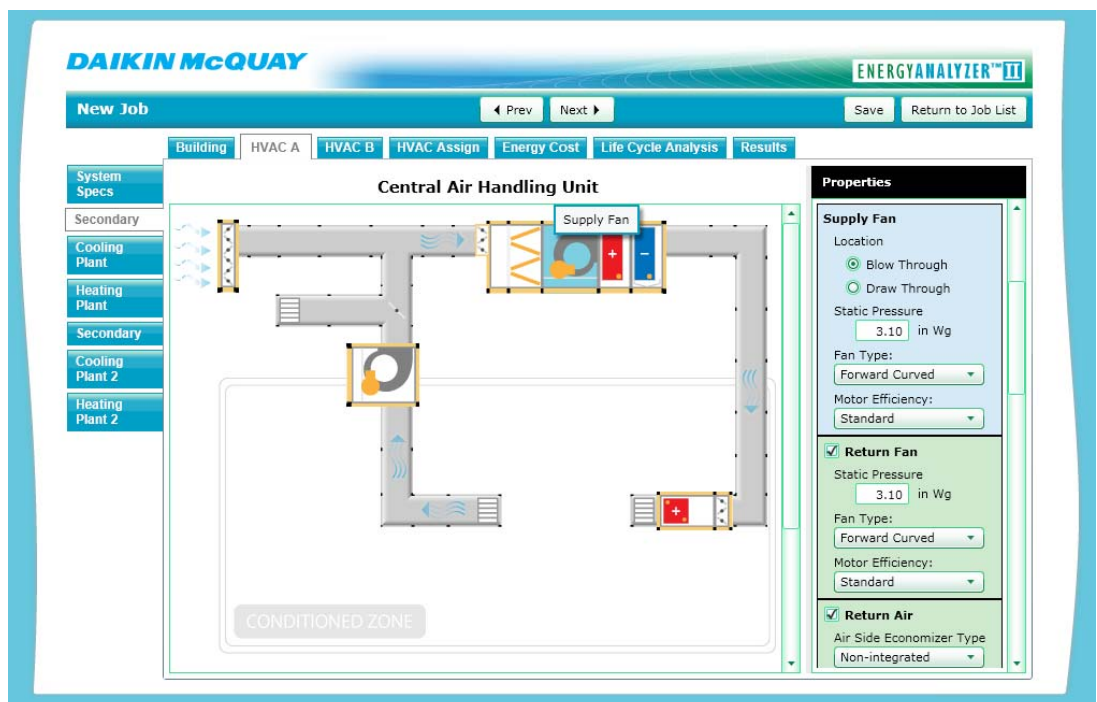 DAIKIN McQUAY
ENERGYANALYZER™II
New Job
Prev
Next
Save
Return to Job List
Building
HVAC A
HVAC B
HVAC Assign
Energy Cost
Life Cycle Analysis
Results
System
Specs
Secondary
Cooling
Plant
Heating
Plant
Secondary
Cooling
Plant 2
Heating
Plant 2
Central Air Handling Unit
Supply Fan
+
-
+
CONDITIONED ZONE
Properties
Supply Fan
Location
Blow Through
Draw Through
Static Pressure
3.10 in Wg
Fan Type:
Forward Curved
Motor Efficiency:
Standard
Return Fan
Static Pressure
3.10 in Wg
Fan Type:
Forward Curved
Motor Efficiency:
Standard
Return Air
Air Side Economizer Type
Non-integrated